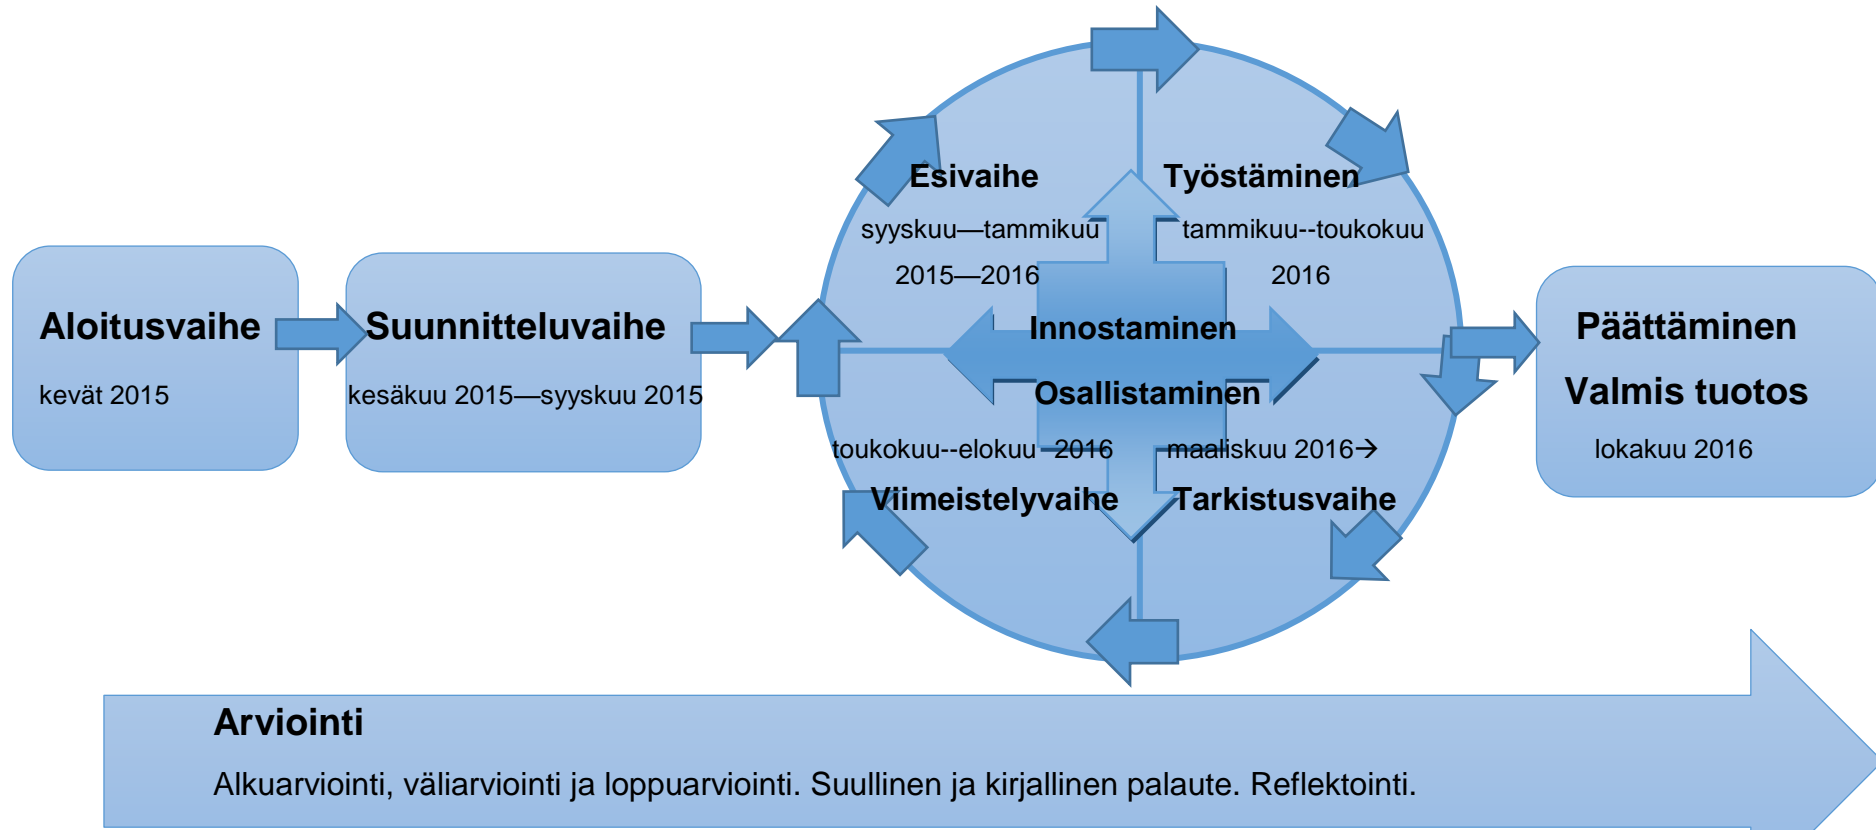 Aloitusvaihe
kevät 2015
Suunnitteluvaihe
kesäkuu 2015—syyskuu 2015
Esivaihe
syyskuu—tammikuu
2015—2016
Työstäminen
tammikuu--toukokuu
2016
Innostaminen
Osallistaminen
toukokuu--elokuu 2016
Viimeistelyvaihe
maaliskuu 2016→
Tarkistusvaihe
Päättäminen
Valmis tuotos
lokakuu 2016
Arviointi
Alkuarviointi, väliarviointi ja loppuarviointi. Suullinen ja kirjallinen palaute. Reflektointi.